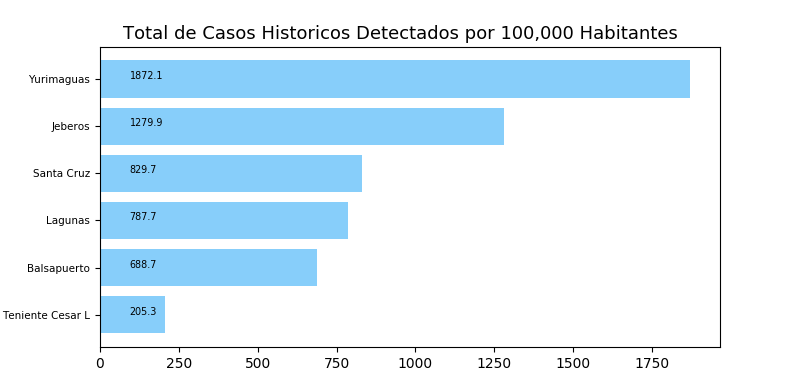 Total de Casos Historicos Detectados por 100,000 Habitantes
Yurimaguas 1872.1
Jeberos 1279.9
Santa Cruz 829.7
Lagunas 787.7
Balsapuerto 688.7
Teniente Cesar L 205.3
0 250 500 750 1000 1250 1500 1750